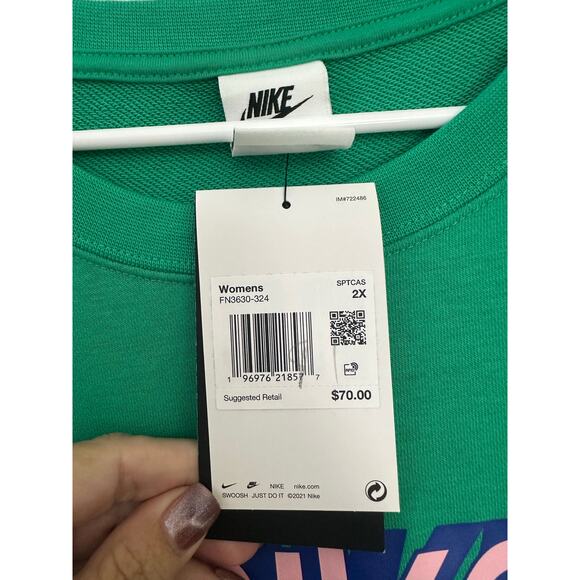 NIKE
IM#722486
Womens
FN3630-324
SPTCAS
2X
1 96976 21857 7
Suggested Retail
$70.00
NIKE nike.com
SWOOSH JUST DO IT ©2021 Nike